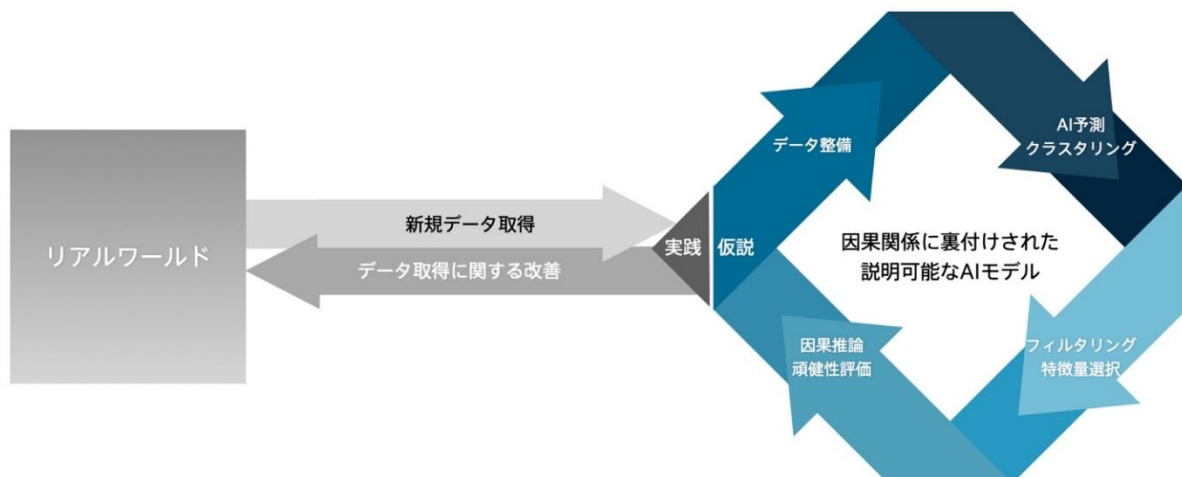 リアルワールド
新規データ取得
データ取得に関する改善
実践
仮説
データ整備
AI予測
クラスタリング
因果関係に裏付けされた
説明可能なAIモデル
フィルタリング
特徴量選択
因果推論
頑健性評価